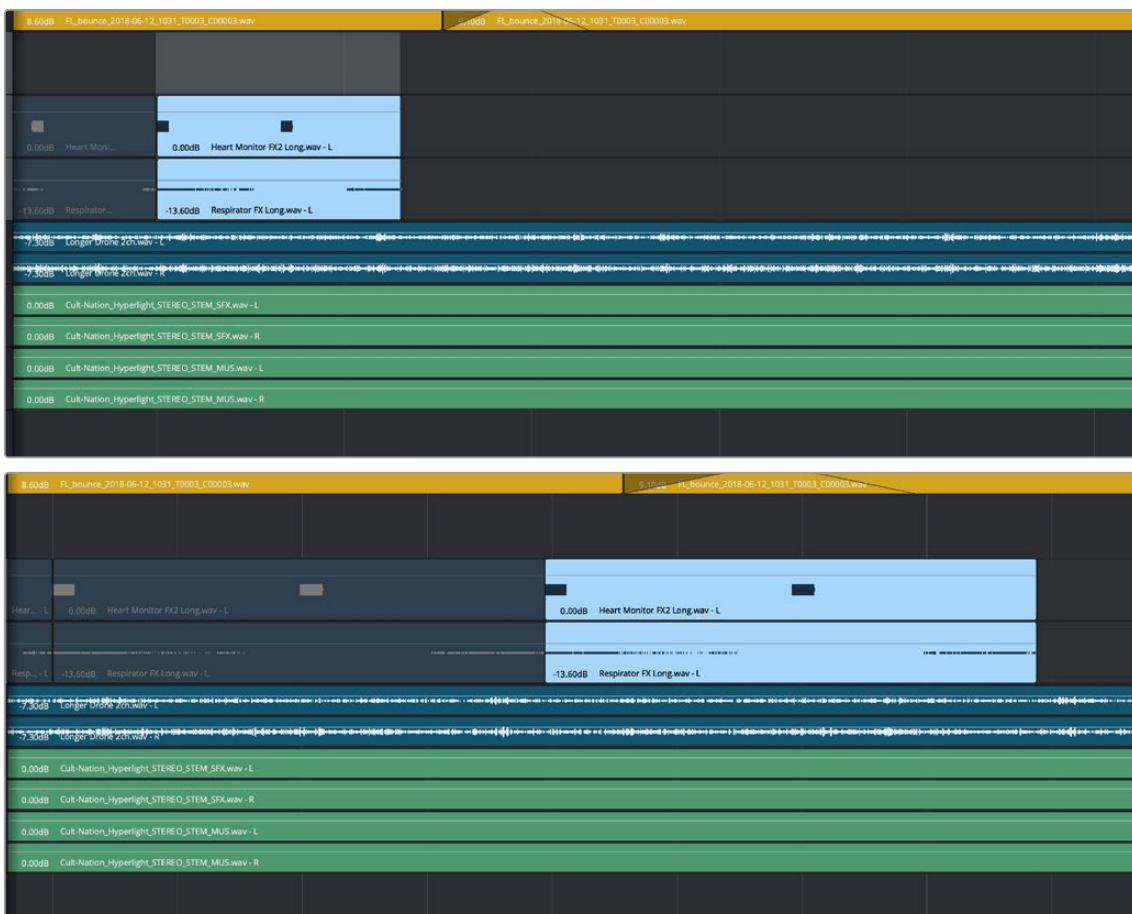 8.60dB FL_bounce_2018-06-12_1031_T0003_C00003.wav 9.10dB FL_bounce_2018-06-12_1031_T0003_C00003.wav
0.00dB Heart Moni... 0.00dB Heart Monitor FX2 Long.wav - L
-13.60dB Respirator... -13.60dB Respirator FX Long.wav - L
-7.30dB Longer Drone 2ch.wav - L
-7.30dB Longer Drone 2ch.wav - R
0.00dB Cult-Nation_Hyperlight_STEREO_STEM_SFX.wav - L
0.00dB Cult-Nation_Hyperlight_STEREO_STEM_SFX.wav - R
0.00dB Cult-Nation_Hyperlight_STEREO_STEM_MUS.wav - L
0.00dB Cult-Nation_Hyperlight_STEREO_STEM_MUS.wav - R
8.60dB FL_bounce_2018-06-12_1031_T0003_C00003.wav 9.10dB FL_bounce_2018-06-12_1031_T0003_C00003.wav
Hear... - L 0.00dB Heart Monitor FX2 Long.wav - L 0.00dB Heart Monitor FX2 Long.wav - L
Resp... - L -13.60dB Respirator FX Long.wav - L -13.60dB Respirator FX Long.wav - L
-7.30dB Longer Drone 2ch.wav - L
-7.30dB Longer Drone 2ch.wav - R
0.00dB Cult-Nation_Hyperlight_STEREO_STEM_SFX.wav - L
0.00dB Cult-Nation_Hyperlight_STEREO_STEM_SFX.wav - R
0.00dB Cult-Nation_Hyperlight_STEREO_STEM_MUS.wav - L
0.00dB Cult-Nation_Hyperlight_STEREO_STEM_MUS.wav - R